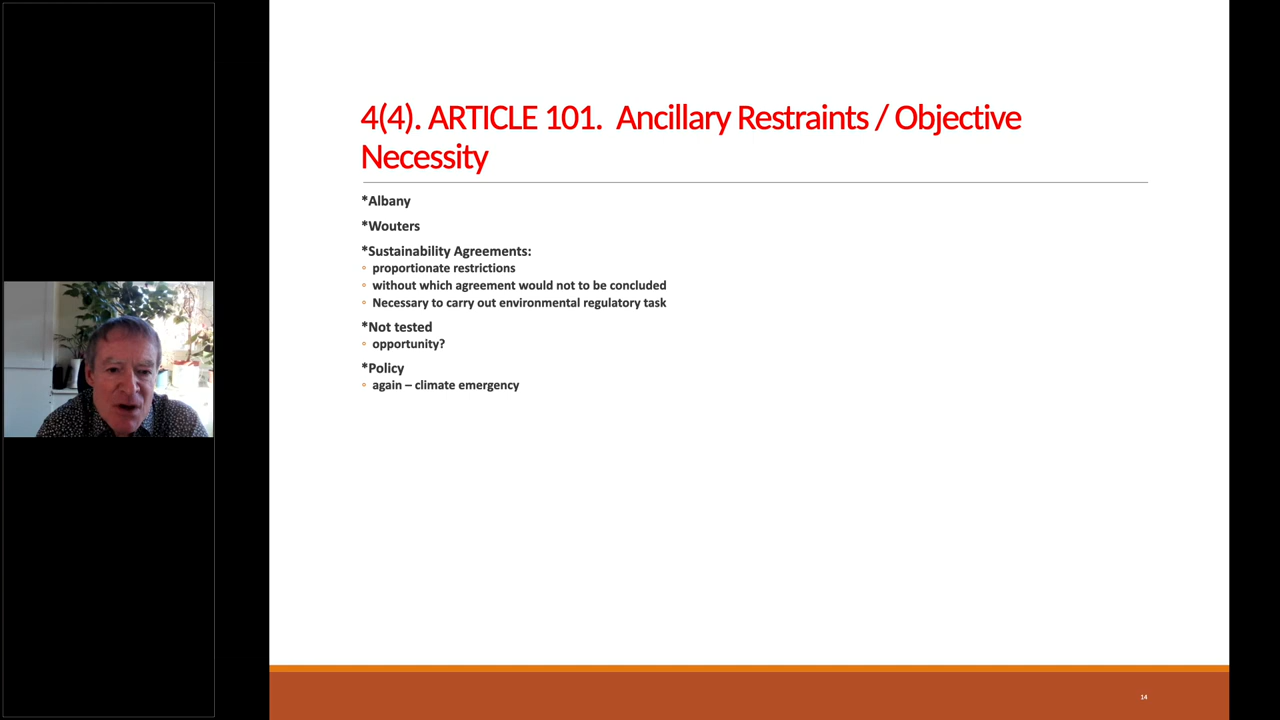 4(4). ARTICLE 101. Ancillary Restraints / Objective
Necessity
*Albany
*Wouters
*Sustainability Agreements:
◦ proportionate restrictions
◦ without which agreement would not to be concluded
◦ Necessary to carry out environmental regulatory task
*Not tested
◦ opportunity?
*Policy
◦ again – climate emergency
14